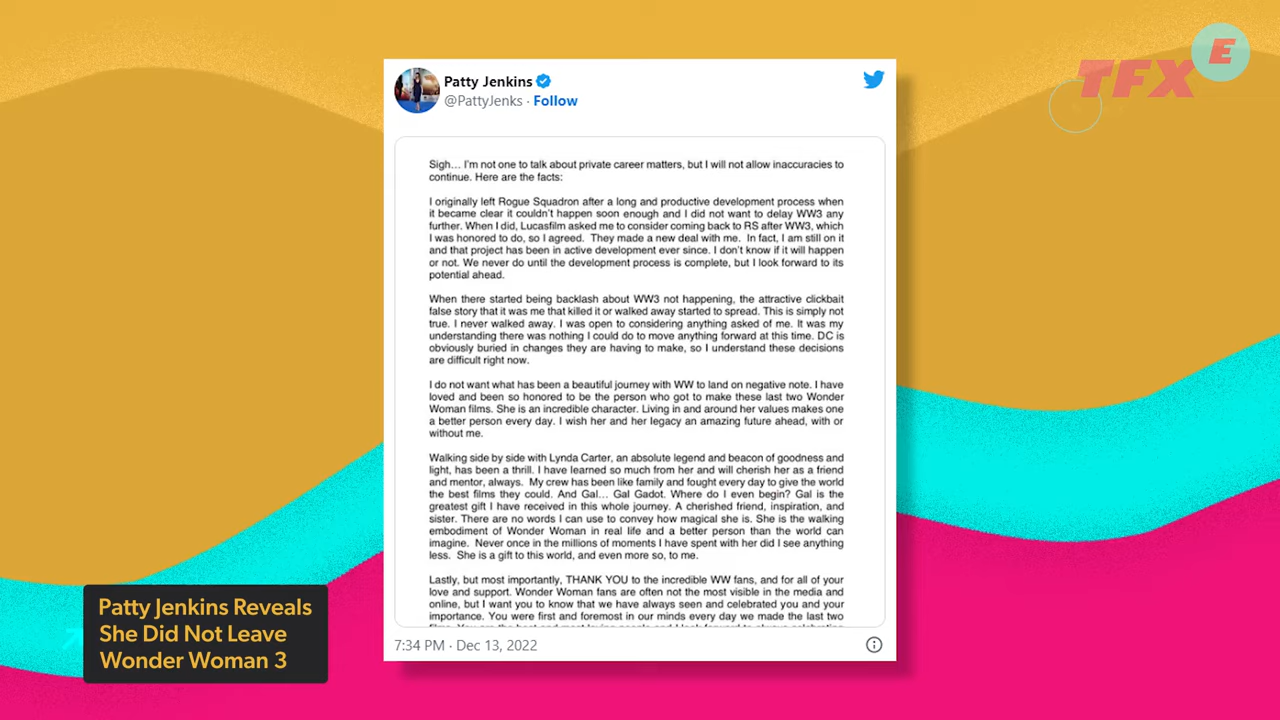 TFX
E
Patty Jenkins
@PattyJenks · Follow
Sigh... I'm not one to talk about private career matters, but I will not allow inaccuracies to
continue. Here are the facts:
I originally left Rogue Squadron after a long and productive development process when
it became clear it couldn't happen soon enough and I did not want to delay WW3 any
further. When I did, Lucasfilm asked me to consider coming back to RS after WW3, which
I was honored to do, so I agreed. They made a new deal with me. In fact, I am still on it
and that project has been in active development ever since. I don't know if it will happen
or not. We never do until the development process is complete, but I look forward to its
potential ahead.
When there started being backlash about WW3 not happening, the attractive clickbait
false story that it was me that killed it or walked away started to spread. This is simply not
true. I never walked away. I was open to considering anything asked of me. It was my
understanding there was nothing I could do to move anything forward at this time. DC is
obviously buried in changes they are having to make, so I understand these decisions
are difficult right now.
I do not want what has been a beautiful journey with WW to land on negative note. I have
loved and been so honored to be the person who got to make these last two Wonder
Woman films. She is an incredible character. Living in and around her values makes one
a better person every day. I wish her and her legacy an amazing future ahead, with or
without me.
Walking side by side with Lynda Carter, an absolute legend and beacon of goodness and
light, has been a thrill. I have learned so much from her and will cherish her as a friend
and mentor, always. My crew has been like family and fought every day to give the world
the best films they could. And Gal... Gal Gadot. Where do I even begin? Gal is the
greatest gift I have received in this whole journey. A cherished friend, inspiration, and
sister. There are no words I can use to convey how magical she is. She is the walking
embodiment of Wonder Woman in real life and a better person than the world can
imagine. Never once in the millions of moments I have spent with her did I see anything
less. She is a gift to this world, and even more so, to me.
Lastly, but most importantly, THANK YOU to the incredible WW fans, and for all of your
love and support. Wonder Woman fans are often not the most visible in the media and
online, but I want you to know that we have always seen and celebrated you and your
importance. You were first and foremost in our minds every day we made the last two
7:34 PM · Dec 13, 2022
Patty Jenkins Reveals
She Did Not Leave
Wonder Woman 3